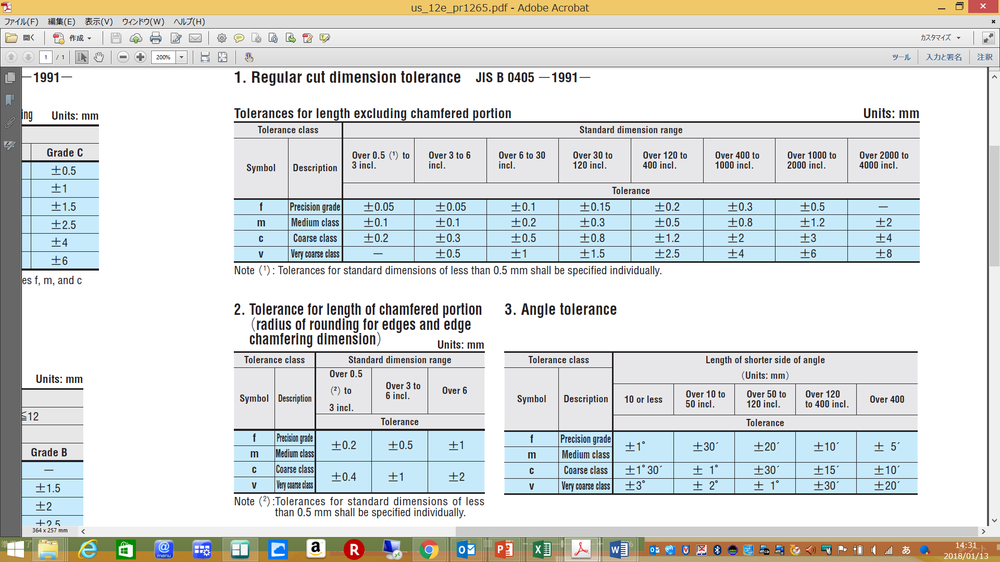 us_12e_pr1265.pdf - Adobe Acrobat
ファイル(F) 編集(E) 表示(V) ウィンドウ(W) ヘルプ(H)
開く 作成 カスタマイズ
1 / 1 200% ツール 入力と署名 注釈
－1991－
ing Units: mm
Grade C
±0.5
±1
±1.5
±2.5
±4
±6
es f, m, and c
Units: mm
≦12
Grade B
―
±1.5
±2
±2.5
1. Regular cut dimension tolerance JIS B 0405 －1991－
Tolerances for length excluding chamfered portion Units: mm
Tolerance class Standard dimension range
Symbol Description Over 0.5 (1) to 3 incl. Over 3 to 6 incl. Over 6 to 30 incl. Over 30 to 120 incl. Over 120 to 400 incl. Over 400 to 1000 incl. Over 1000 to 2000 incl. Over 2000 to 4000 incl.
Tolerance
f Precision grade ±0.05 ±0.05 ±0.1 ±0.15 ±0.2 ±0.3 ±0.5 ―
m Medium class ±0.1 ±0.1 ±0.2 ±0.3 ±0.5 ±0.8 ±1.2 ±2
c Coarse class ±0.2 ±0.3 ±0.5 ±0.8 ±1.2 ±2 ±3 ±4
v Very coarse class ― ±0.5 ±1 ±1.5 ±2.5 ±4 ±6 ±8
Note (1): Tolerances for standard dimensions of less than 0.5 mm shall be specified individually.
2. Tolerance for length of chamfered portion
(radius of rounding for edges and edge
chamfering dimension) Units: mm
Tolerance class Standard dimension range
Symbol Description Over 0.5 (2) to 3 incl. Over 3 to 6 incl. Over 6
Tolerance
f Precision grade ±0.2 ±0.5 ±1
m Medium class
c Coarse class ±0.4 ±1 ±2
v Very coarse class
Note (2):Tolerances for standard dimensions of less
than 0.5 mm shall be specified individually.
3. Angle tolerance
Tolerance class Length of shorter side of angle
(Units: mm)
Symbol Description 10 or less Over 10 to 50 incl. Over 50 to 120 incl. Over 120 to 400 incl. Over 400
Tolerance
f Precision grade ±1° ±30′ ±20′ ±10′ ± 5′
m Medium class
c Coarse class ±1°30′ ± 1° ±30′ ±15′ ±10′
v Very coarse class ±3° ± 2° ± 1° ±30′ ±20′
364 x 257 mm
menu
あ
14:31
2018/01/13